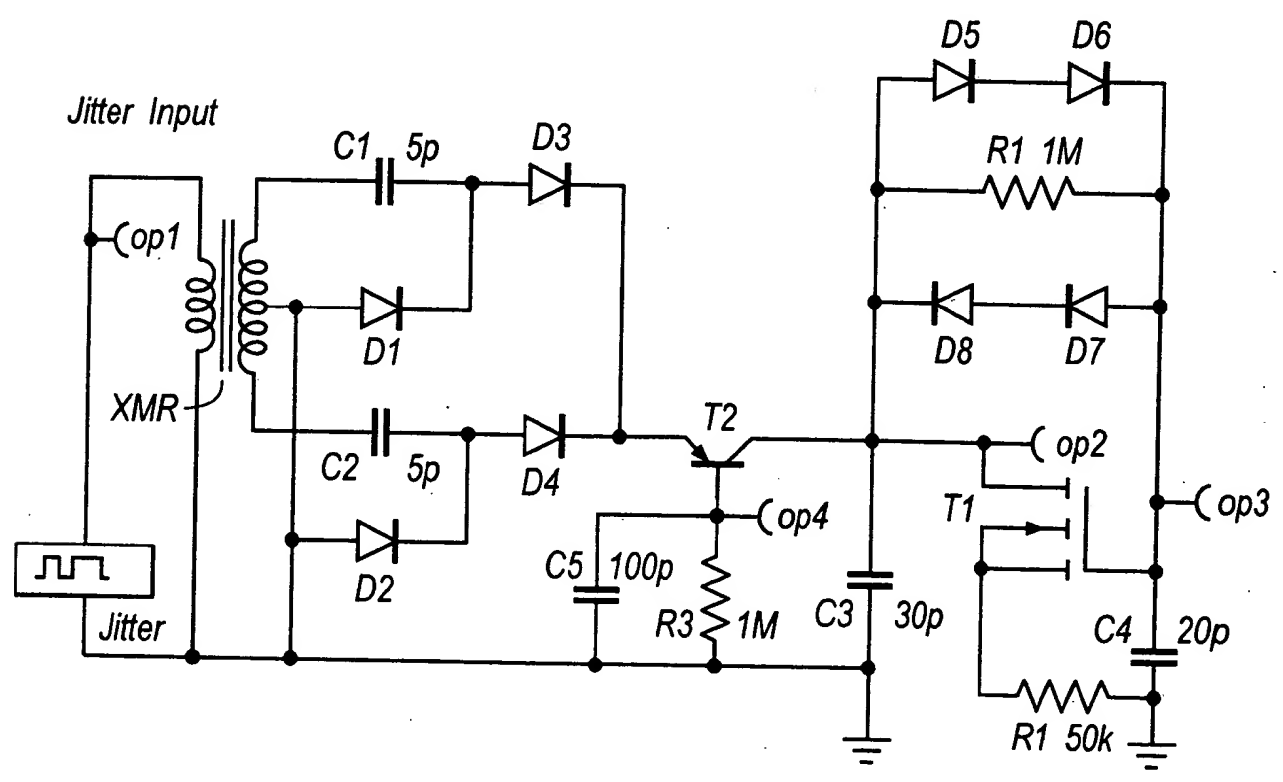 D5
D6
Jitter Input
C1 5p
D3
R1 1M
op1
D1
D8
D7
XMR
T2
C2 5p
D4
op2
op4
T1
op3
D2
C5 100p
R3 1M
C3 30p
C4 20p
Jitter
R1 50k